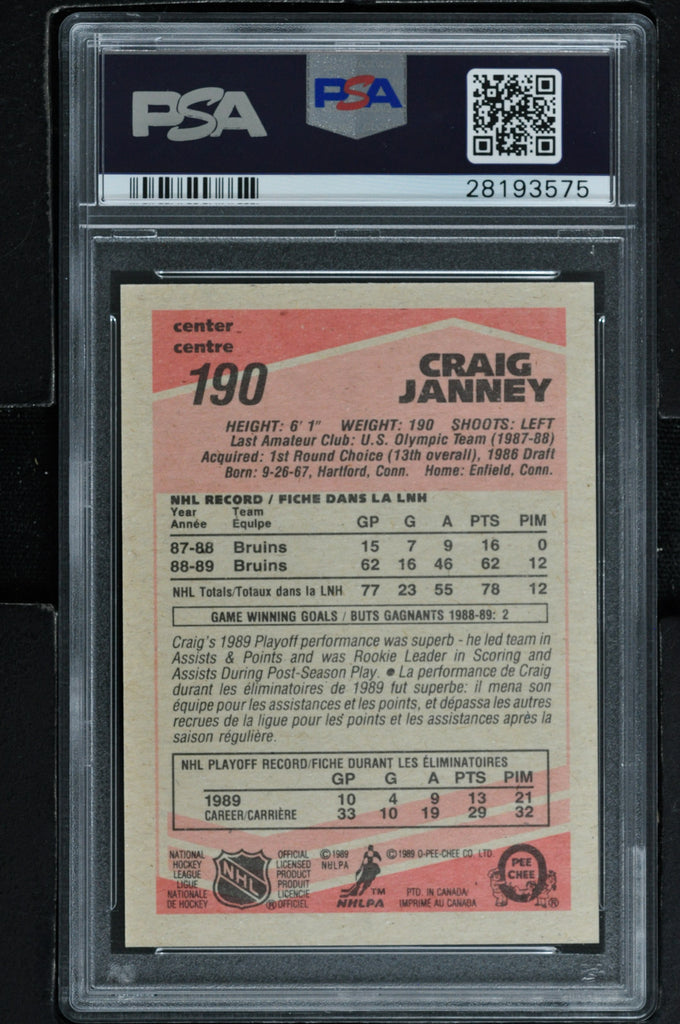 PSA
PSA
28193575
center
centre
190
CRAIG
JANNEY
HEIGHT: 6' 1" WEIGHT: 190 SHOOTS: LEFT
Last Amateur Club: U.S. Olympic Team (1987-88)
Acquired: 1st Round Choice (13th overall), 1986 Draft
Born: 9-26-67, Hartford, Conn. Home: Enfield, Conn.
NHL RECORD / FICHE DANS LA LNH
Year Team
Année Équipe GP G A PTS PIM
87-88 Bruins 15 7 9 16 0
88-89 Bruins 62 16 46 62 12
NHL Totals/Totaux dans la LNH 77 23 55 78 12
GAME WINNING GOALS / BUTS GAGNANTS 1988-89: 2
Craig's 1989 Playoff performance was superb - he led team in
Assists & Points and was Rookie Leader in Scoring and
Assists During Post-Season Play. ● La performance de Craig
durant les éliminatoires de 1989 fut superbe: il mena son
équipe pour les assistances et les points, et dépassa les autres
recrues de la ligue pour les points et les assistances après la
saison régulière.
NHL PLAYOFF RECORD/FICHE DURANT LES ÉLIMINATOIRES
GP G A PTS PIM
1989 10 4 9 13 21
CAREER/CARRIÈRE 33 10 19 29 32
NATIONAL
HOCKEY
LEAGUE
LIGUE
NATIONALE
DE HOCKEY
NHL
®
OFFICIAL
LICENSED
PRODUCT
PRODUIT
LICENCIE
OFFICIEL
© 1989
NHLPA
TM
NHLPA
© 1989 O-PEE-CHEE CO. LTD.
PTD. IN CANADA
IMPRIMÉ AU CANADA
PEE
CHEE
®